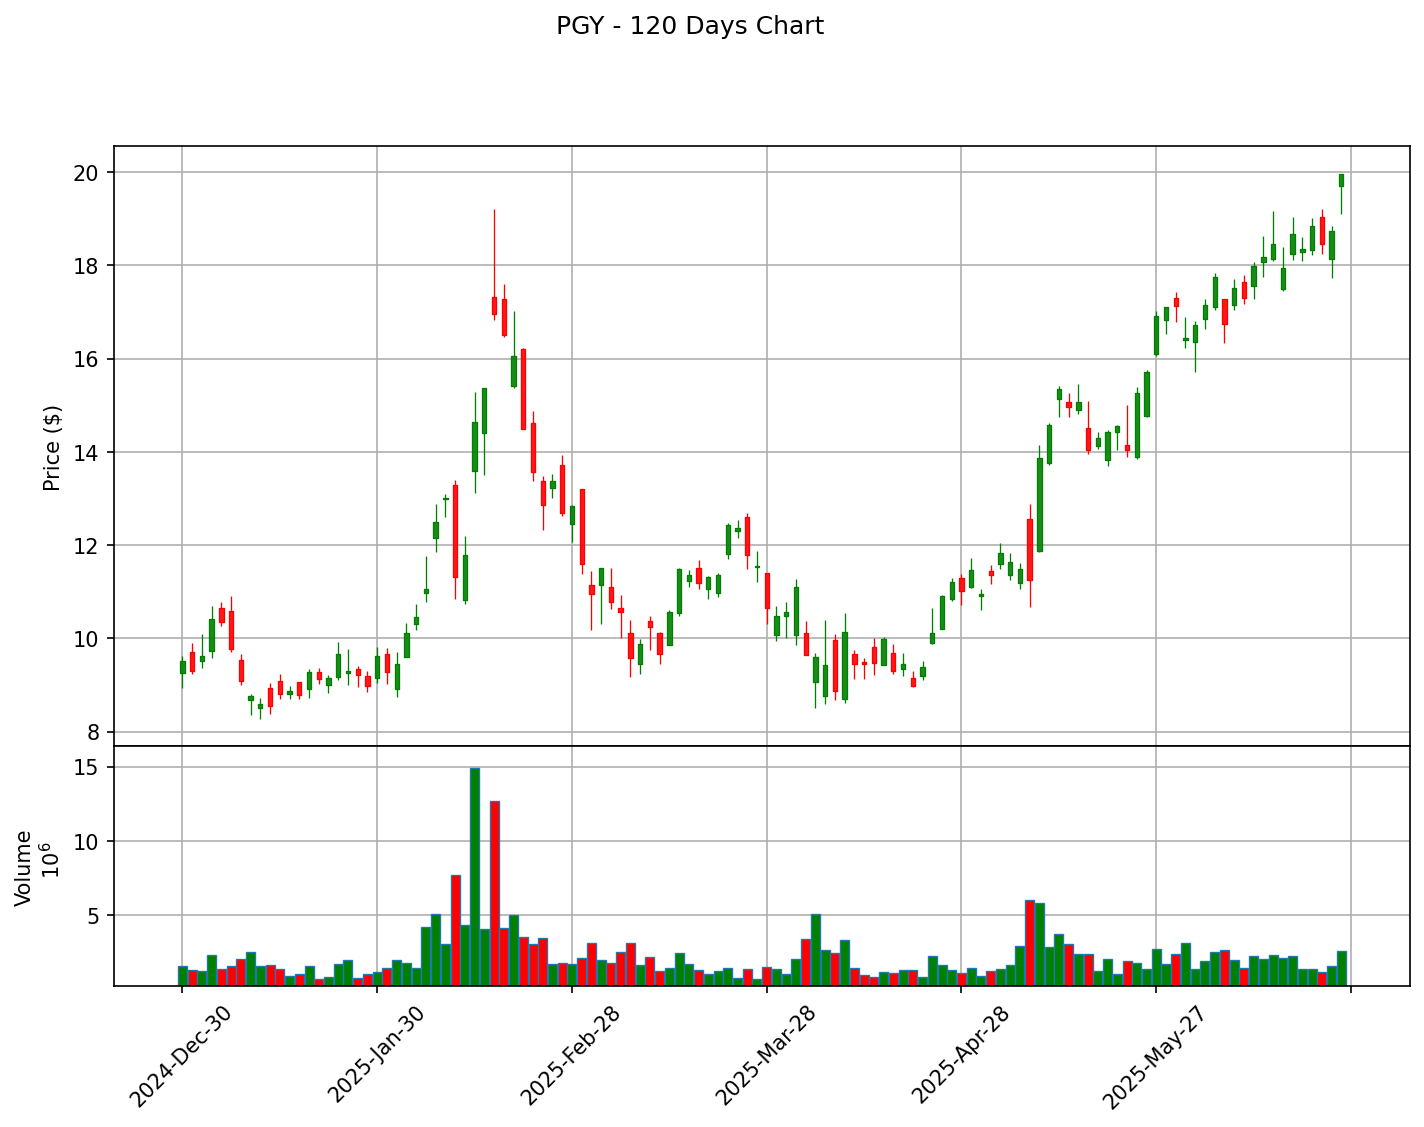 PGY - 120 Days Chart
20
18
16
14
12
10
8
Price ($)
15
10
5
Volume
10^6
2024-Dec-30
2025-Jan-30
2025-Feb-28
2025-Mar-28
2025-Apr-28
2025-May-27